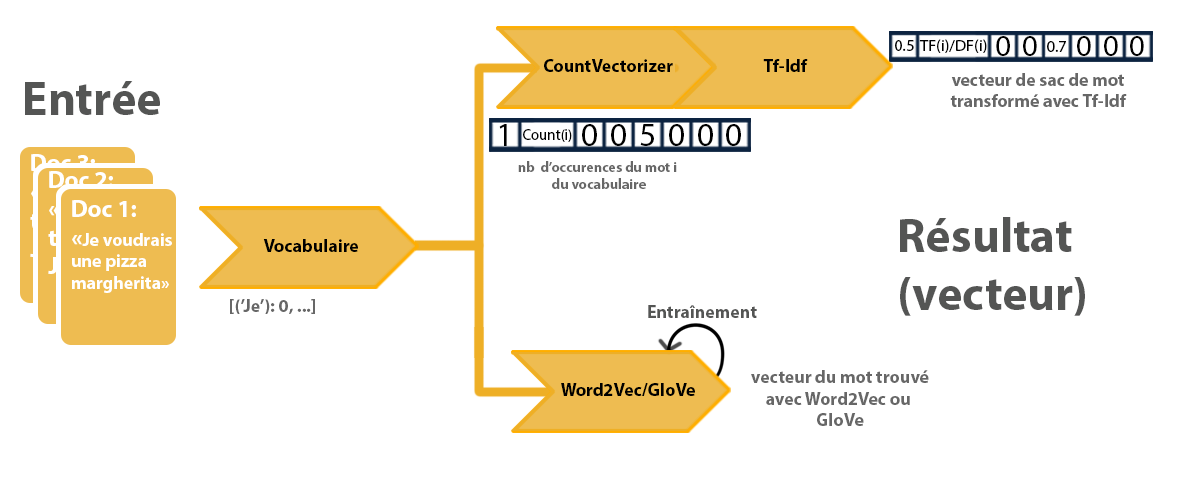 Entrée
Doc 3:
Doc 2:
Doc 1:
«Je voudrais
une pizza
margherita»
Vocabulaire
[('Je'): 0, ...]
CountVectorizer
Tf-Idf
1 Count(i) 0 0 5 0 0 0
nb d'occurences du mot i
du vocabulaire
0.5 TF(i)/DF(i) 0 0 0.7 0 0 0
vecteur de sac de mot
transformé avec Tf-Idf
Résultat
(vecteur)
Entraînement
Word2Vec/GloVe
vecteur du mot trouvé
avec Word2Vec ou
GloVe